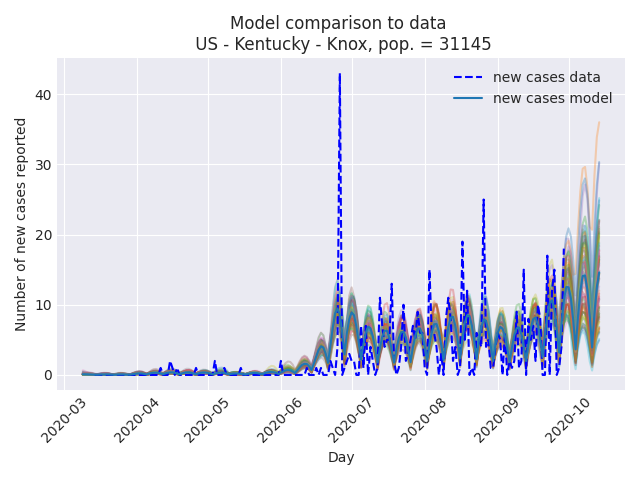 Model comparison to data
US - Kentucky - Knox, pop. = 31145
new cases data
new cases model
Number of new cases reported
40
30
20
10
0
2020-03
2020-04
2020-05
2020-06
2020-07
2020-08
2020-09
2020-10
Day